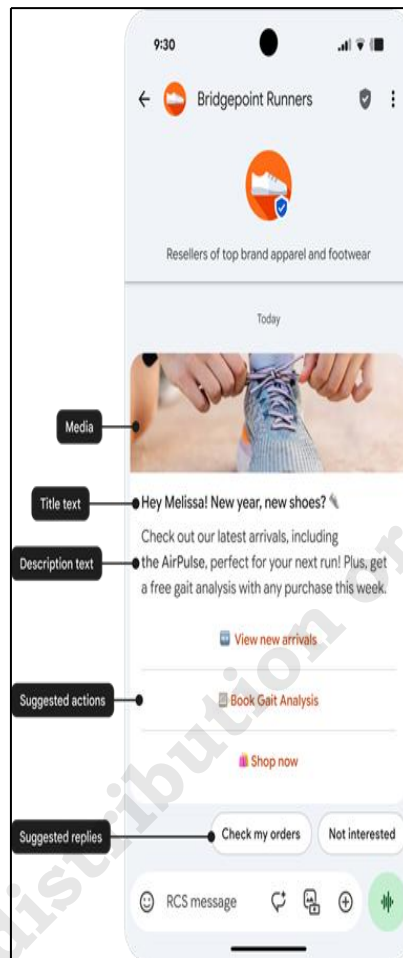 9:30
Bridgepoint Runners
Resellers of top brand apparel and footwear
Today
Media
Title text
Hey Melissa! New year, new shoes?
Check out our latest arrivals, including
Description text
the AirPulse, perfect for your next run! Plus, get
a free gait analysis with any purchase this week.
View new arrivals
Suggested actions
Book Gait Analysis
Shop now
Suggested replies
Check my orders
Not interested
RCS message
distribution or